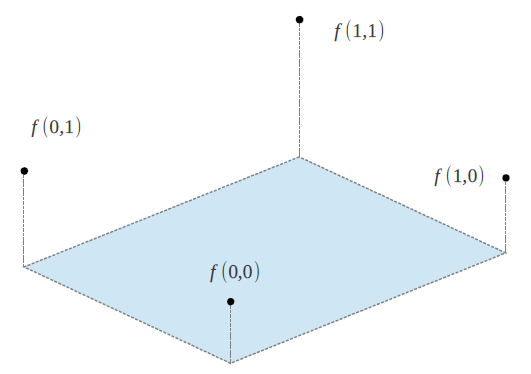 f (1,1)
f (0,1)
f (1,0)
f (0,0)